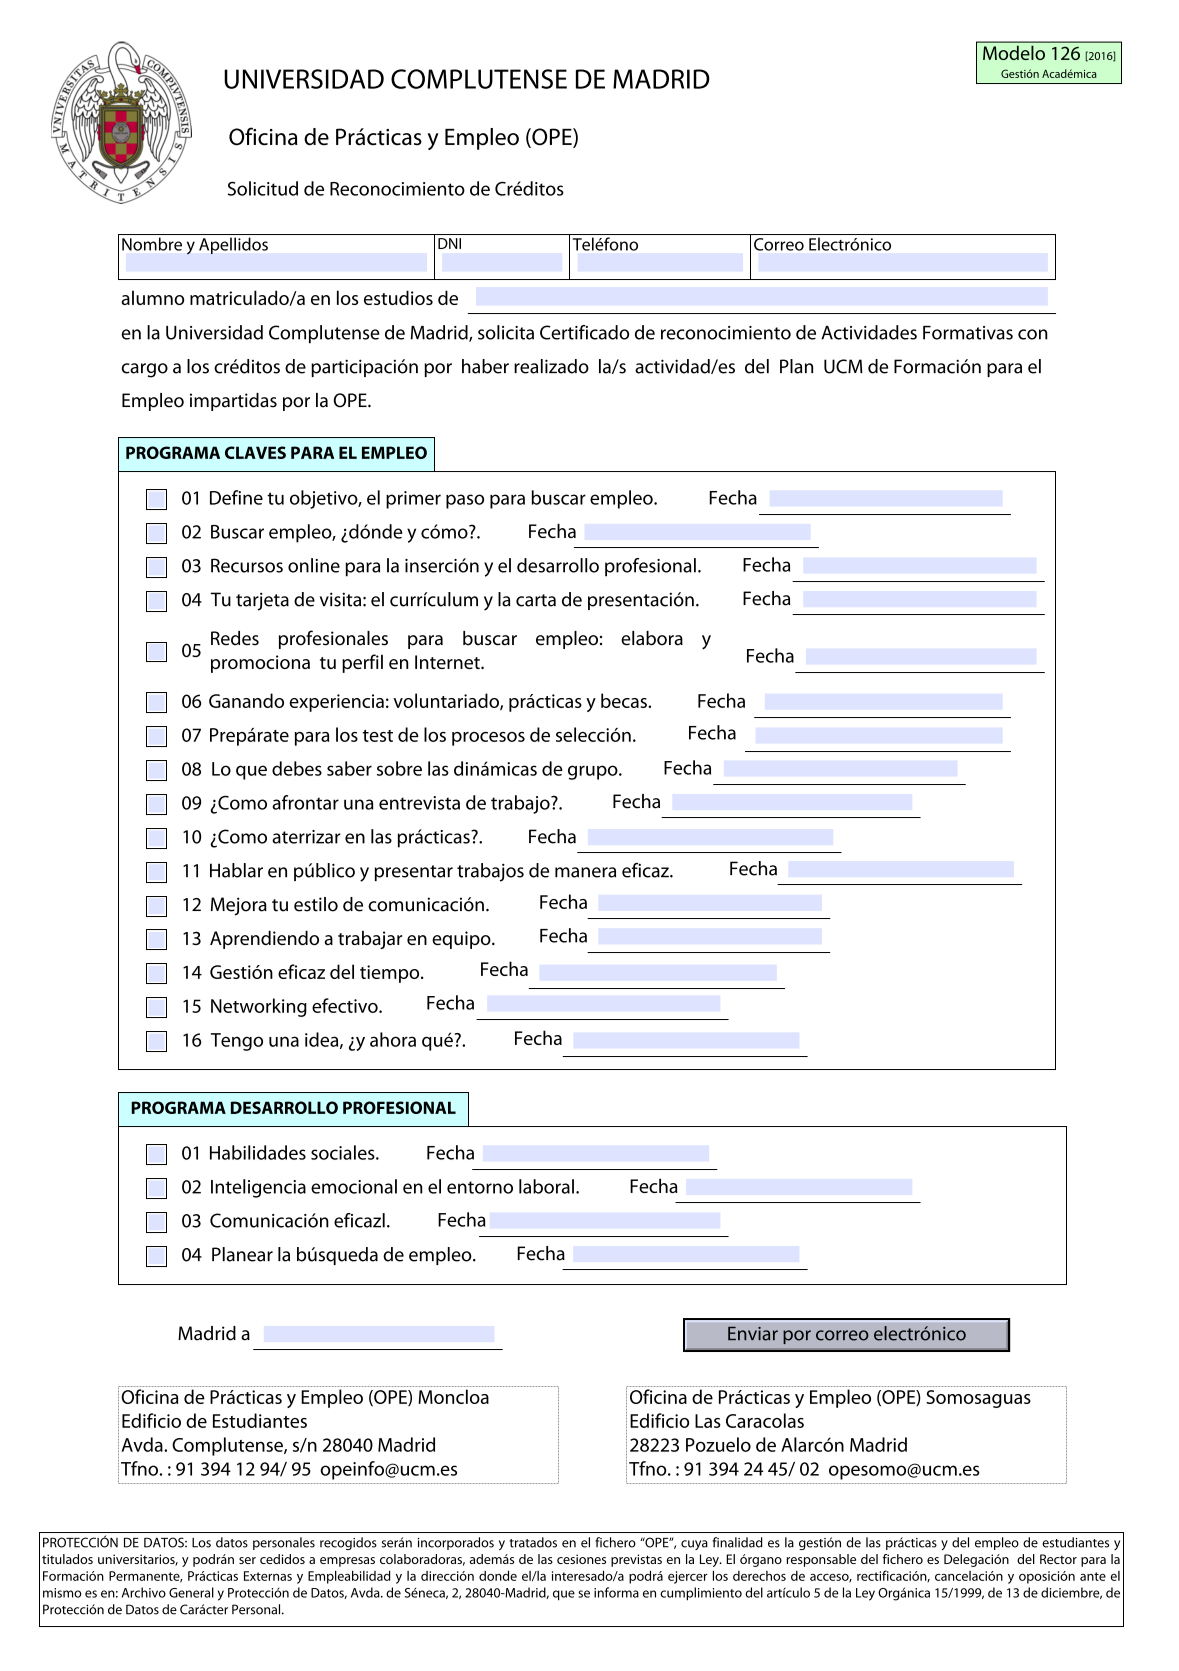 VNIVERSITAS COMPLVTENSIS
MATRITENSIS
Modelo 126 [2016]
Gestión Académica
UNIVERSIDAD COMPLUTENSE DE MADRID
Oficina de Prácticas y Empleo (OPE)
Solicitud de Reconocimiento de Créditos
Nombre y Apellidos DNI Teléfono Correo Electrónico
alumno matriculado/a en los estudios de
en la Universidad Complutense de Madrid, solicita Certificado de reconocimiento de Actividades Formativas con
cargo a los créditos de participación por haber realizado la/s actividad/es del Plan UCM de Formación para el
Empleo impartidas por la OPE.
PROGRAMA CLAVES PARA EL EMPLEO
01 Define tu objetivo, el primer paso para buscar empleo. Fecha
02 Buscar empleo, ¿dónde y cómo?. Fecha
03 Recursos online para la inserción y el desarrollo profesional. Fecha
04 Tu tarjeta de visita: el currículum y la carta de presentación. Fecha
05 Redes profesionales para buscar empleo: elabora y
promociona tu perfil en Internet. Fecha
06 Ganando experiencia: voluntariado, prácticas y becas. Fecha
07 Prepárate para los test de los procesos de selección. Fecha
08 Lo que debes saber sobre las dinámicas de grupo. Fecha
09 ¿Como afrontar una entrevista de trabajo?. Fecha
10 ¿Como aterrizar en las prácticas?. Fecha
11 Hablar en público y presentar trabajos de manera eficaz. Fecha
12 Mejora tu estilo de comunicación. Fecha
13 Aprendiendo a trabajar en equipo. Fecha
14 Gestión eficaz del tiempo. Fecha
15 Networking efectivo. Fecha
16 Tengo una idea, ¿y ahora qué?. Fecha
PROGRAMA DESARROLLO PROFESIONAL
01 Habilidades sociales. Fecha
02 Inteligencia emocional en el entorno laboral. Fecha
03 Comunicación eficazl. Fecha
04 Planear la búsqueda de empleo. Fecha
Madrid a
Enviar por correo electrónico
Oficina de Prácticas y Empleo (OPE) Moncloa
Edificio de Estudiantes
Avda. Complutense, s/n 28040 Madrid
Tfno. : 91 394 12 94/ 95 opeinfo@ucm.es
Oficina de Prácticas y Empleo (OPE) Somosaguas
Edificio Las Caracolas
28223 Pozuelo de Alarcón Madrid
Tfno. : 91 394 24 45/ 02 opesomo@ucm.es
PROTECCIÓN DE DATOS: Los datos personales recogidos serán incorporados y tratados en el fichero “OPE”, cuya finalidad es la gestión de las prácticas y del empleo de estudiantes y
titulados universitarios, y podrán ser cedidos a empresas colaboradoras, además de las cesiones previstas en la Ley. El órgano responsable del fichero es Delegación del Rector para la
Formación Permanente, Prácticas Externas y Empleabilidad y la dirección donde el/la interesado/a podrá ejercer los derechos de acceso, rectificación, cancelación y oposición ante el
mismo es en: Archivo General y Protección de Datos, Avda. de Séneca, 2, 28040-Madrid, que se informa en cumplimiento del artículo 5 de la Ley Orgánica 15/1999, de 13 de diciembre, de
Protección de Datos de Carácter Personal.